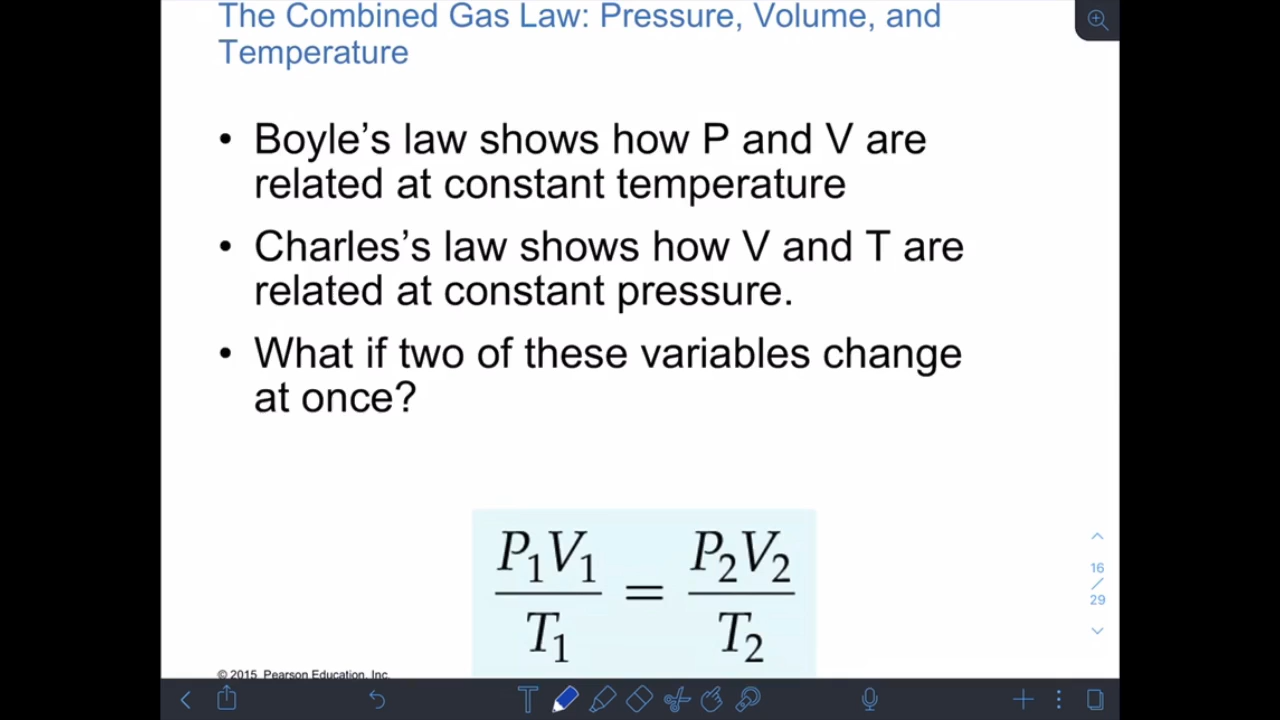 The Combined Gas Law: Pressure, Volume, and
Temperature
• Boyle’s law shows how P and V are
related at constant temperature
• Charles’s law shows how V and T are
related at constant pressure.
• What if two of these variables change
at once?
P₁V₁ / T₁ = P₂V₂ / T₂
16
/
29
© 2015 Pearson Education, Inc.
T